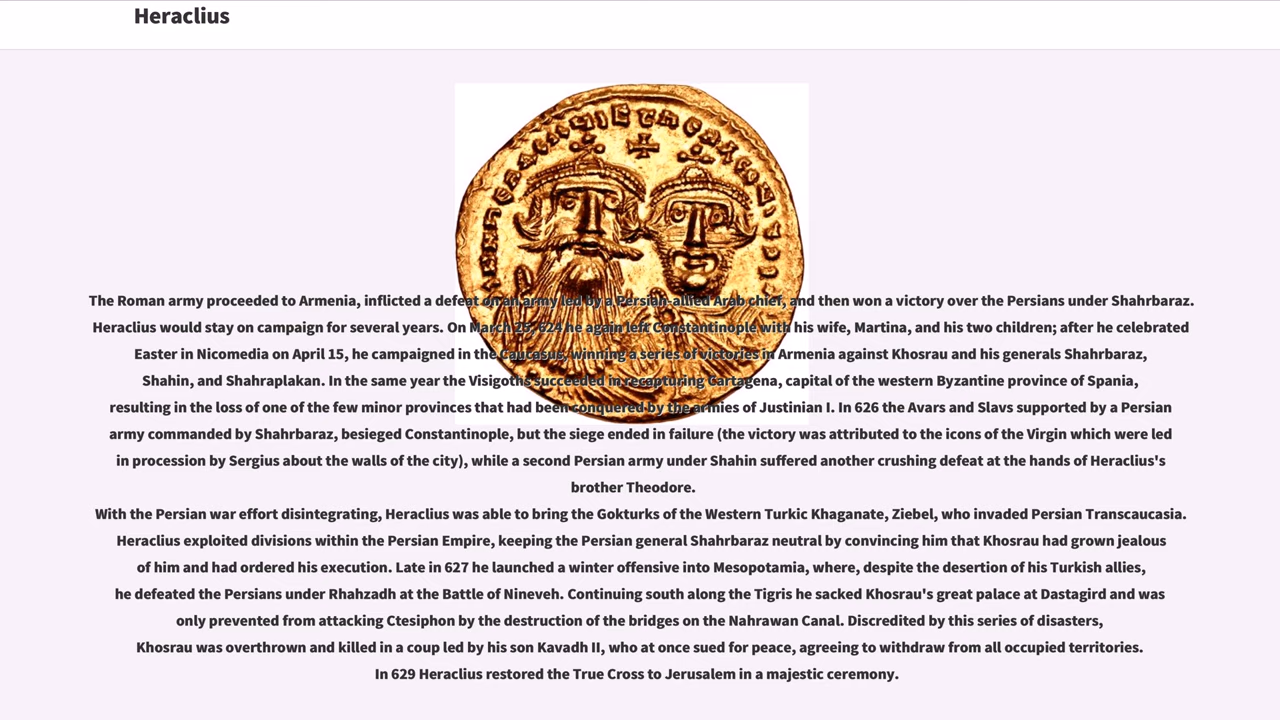 Heraclius
The Roman army proceeded to Armenia, inflicted a defeat on an army led by a Persian-allied Arab chief, and then won a victory over the Persians under Shahrbaraz.
Heraclius would stay on campaign for several years. On March 25, 624 he again left Constantinople with his wife, Martina, and his two children; after he celebrated
Easter in Nicomedia on April 15, he campaigned in the Caucasus, winning a series of victories in Armenia against Khosrau and his generals Shahrbaraz,
Shahin, and Shahraplakan. In the same year the Visigoths succeeded in recapturing Cartagena, capital of the western Byzantine province of Spania,
resulting in the loss of one of the few minor provinces that had been conquered by the armies of Justinian I. In 626 the Avars and Slavs supported by a Persian
army commanded by Shahrbaraz, besieged Constantinople, but the siege ended in failure (the victory was attributed to the icons of the Virgin which were led
in procession by Sergius about the walls of the city), while a second Persian army under Shahin suffered another crushing defeat at the hands of Heraclius's
brother Theodore.
With the Persian war effort disintegrating, Heraclius was able to bring the Gokturks of the Western Turkic Khaganate, Ziebel, who invaded Persian Transcaucasia.
Heraclius exploited divisions within the Persian Empire, keeping the Persian general Shahrbaraz neutral by convincing him that Khosrau had grown jealous
of him and had ordered his execution. Late in 627 he launched a winter offensive into Mesopotamia, where, despite the desertion of his Turkish allies,
he defeated the Persians under Rhahzadh at the Battle of Nineveh. Continuing south along the Tigris he sacked Khosrau's great palace at Dastagird and was
only prevented from attacking Ctesiphon by the destruction of the bridges on the Nahrawan Canal. Discredited by this series of disasters,
Khosrau was overthrown and killed in a coup led by his son Kavadh II, who at once sued for peace, agreeing to withdraw from all occupied territories.
In 629 Heraclius restored the True Cross to Jerusalem in a majestic ceremony.